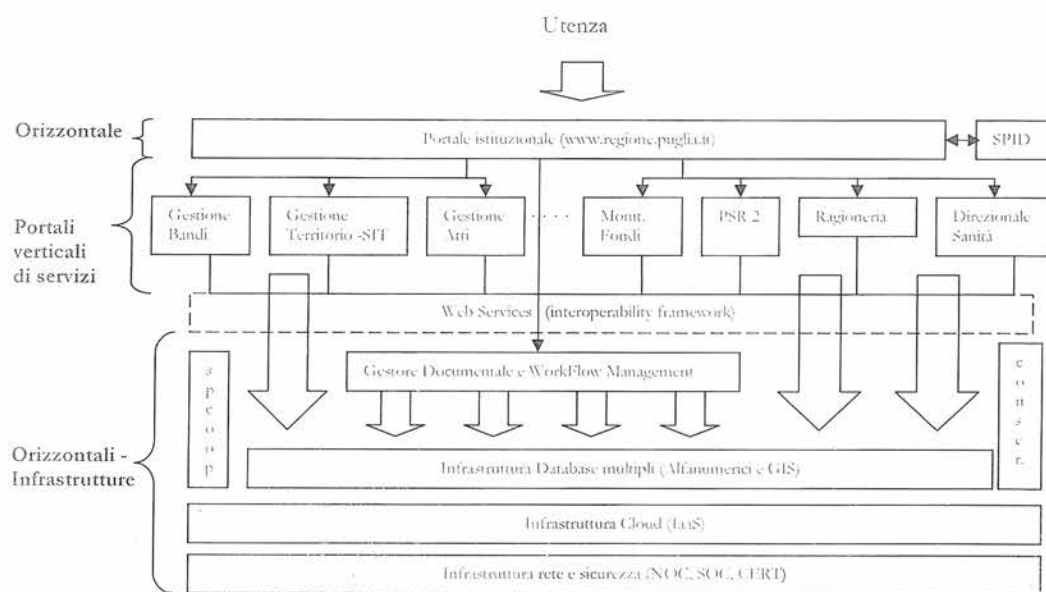 Utenza
Orizzontale
Portale istituzionale (www.regione.puglia.it)
SPID
Portali
verticali
di servizi
Gestione
Bandi
Gestione
Territorio -SIT
Gestione
Atti
. . . .
Monit.
Fondi
PSR 2
Ragioneria
Direzionale
Sanità
Web Services (interoperability framework)
spcoop
Gestore Documentale e WorkFlow Management
conser.
Orizzontali -
Infrastrutture
Infrastruttura Database multipli (Alfanumerici e GIS)
Infrastruttura Cloud (IaaS)
Infrastruttura rete e sicurezza (NOC, SOC, CERT)